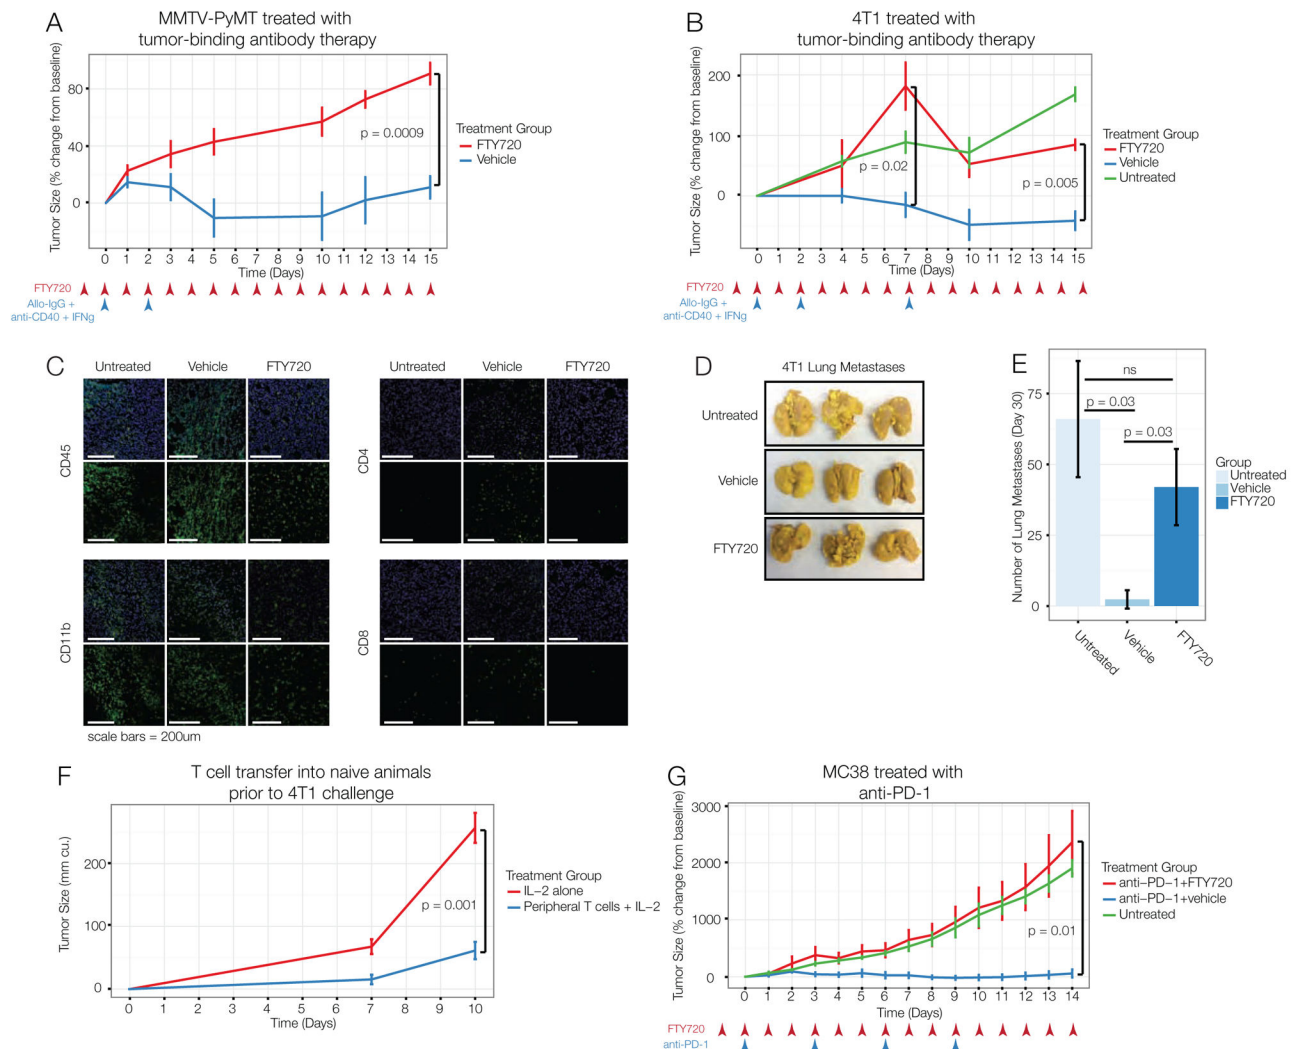 A
MMTV-PyMT treated with
tumor-binding antibody therapy
Tumor Size (% change from baseline)
80
40
0
p = 0.0009
Treatment Group
FTY720
Vehicle
0 1 2 3 4 5 6 7 8 9 10 11 12 13 14 15
Time (Days)
FTY720
Allo-IgG +
anti-CD40 + IFNg
B
4T1 treated with
tumor-binding antibody therapy
Tumor Size (% change from baseline)
200
100
0
p = 0.02
p = 0.005
Treatment Group
FTY720
Vehicle
Untreated
0 1 2 3 4 5 6 7 8 9 10 11 12 13 14 15
Time (Days)
FTY720
Allo-IgG +
anti-CD40 + IFNg
C
Untreated Vehicle FTY720
CD45
CD11b
Untreated Vehicle FTY720
CD4
CD8
scale bars = 200um
D
4T1 Lung Metastases
Untreated
Vehicle
FTY720
E
Number of Lung Metastases (Day 30)
75
50
25
0
ns
p = 0.03
p = 0.03
Untreated
Vehicle
FTY720
Group
Untreated
Vehicle
FTY720
F
T cell transfer into naive animals
prior to 4T1 challenge
Tumor Size (mm cu.)
200
100
0
p = 0.001
Treatment Group
IL-2 alone
Peripheral T cells + IL-2
0 1 2 3 4 5 6 7 8 9 10
Time (Days)
G
MC38 treated with
anti-PD-1
Tumor Size (% change from baseline)
3000
2000
1000
0
p = 0.01
Treatment Group
anti-PD-1+FTY720
anti-PD-1+vehicle
Untreated
0 1 2 3 4 5 6 7 8 9 10 11 12 13 14
Time (Days)
FTY720
anti-PD-1